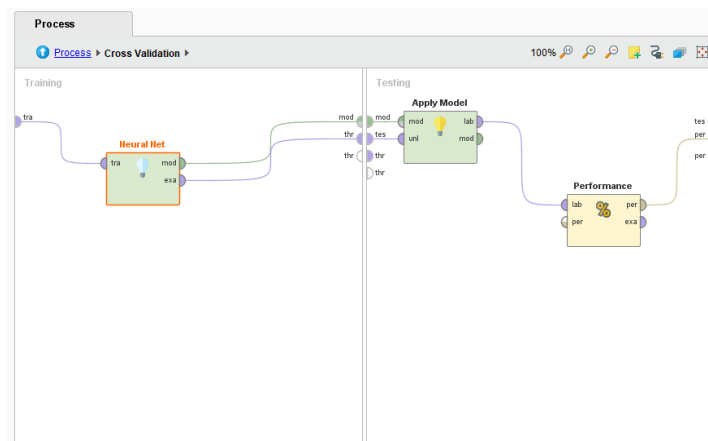 Process
Process ▸ Cross Validation ▸
100%
Training
Testing
tra
Neural Net
tra
mod
exa
mod
thr
thr
mod
tes
thr
thr
Apply Model
mod
unl
lab
mod
Performance
lab
per
%
per
exa
tes
per
per